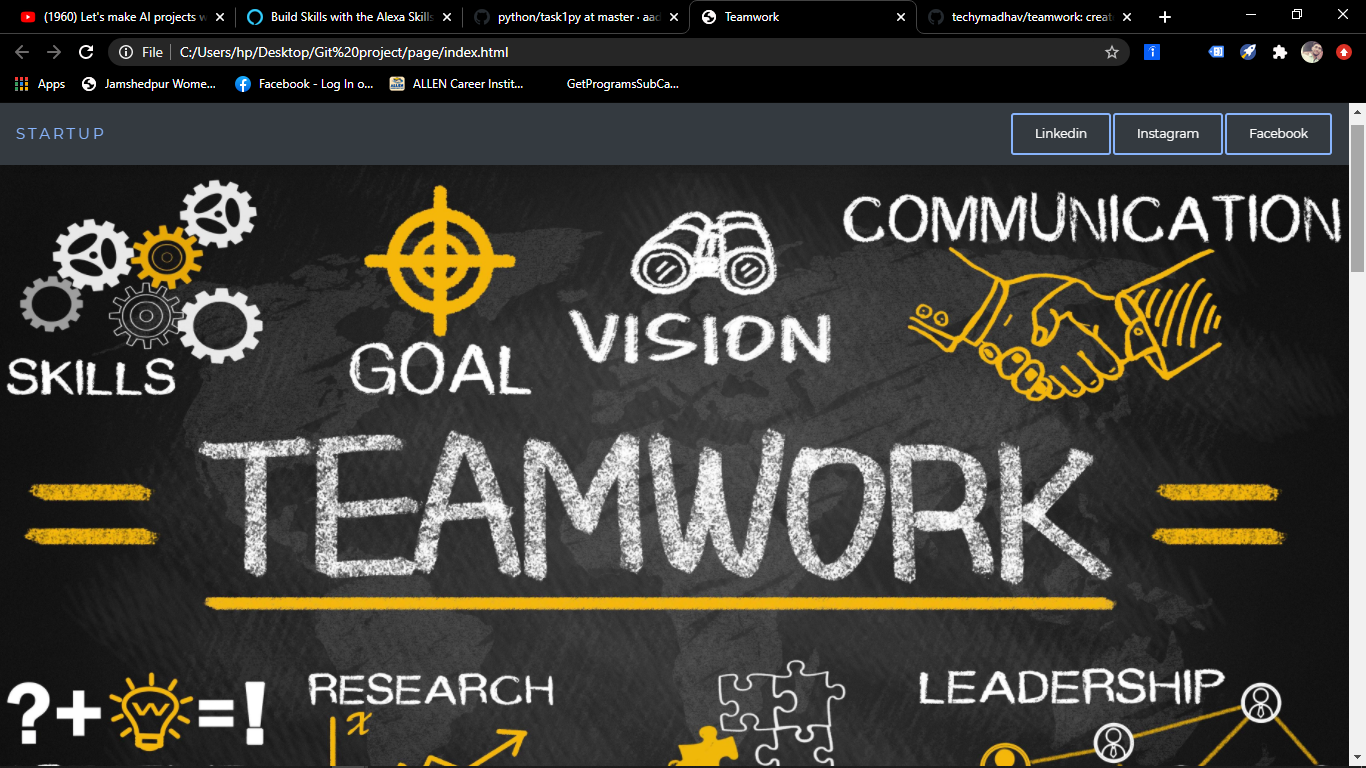 (1960) Let's make AI projects w
Build Skills with the Alexa Skills
python/task1py at master · aad
Teamwork
techymadhav/teamwork: creat
File
C:/Users/hp/Desktop/Git%20project/page/index.html
Apps
Jamshedpur Wome...
Facebook - Log In o...
ALLEN Career Instit...
GetProgramsSubCa...
STARTUP
Linkedin
Instagram
Facebook
COMMUNICATION
VISION
GOAL
SKILLS
= TEAMWORK =
?+ = !
RESEARCH
x
LEADERSHIP